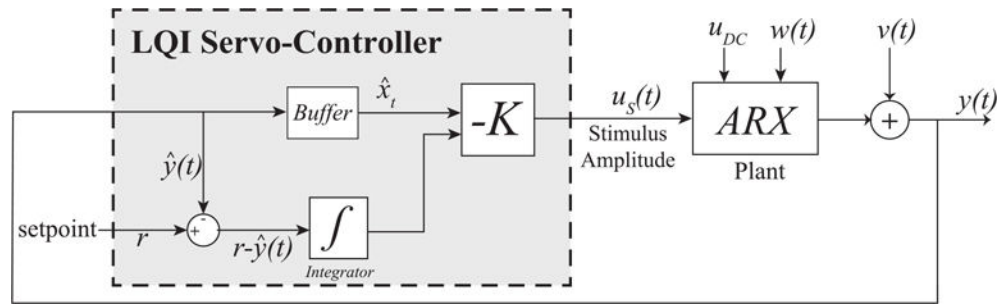 LQI Servo-Controller
u_DC
w(t)
v(t)
Buffer
x̂_t
-K
u_S(t)
Stimulus
Amplitude
ARX
Plant
+
y(t)
ŷ(t)
setpoint
r
+
-
r-ŷ(t)
∫
Integrator